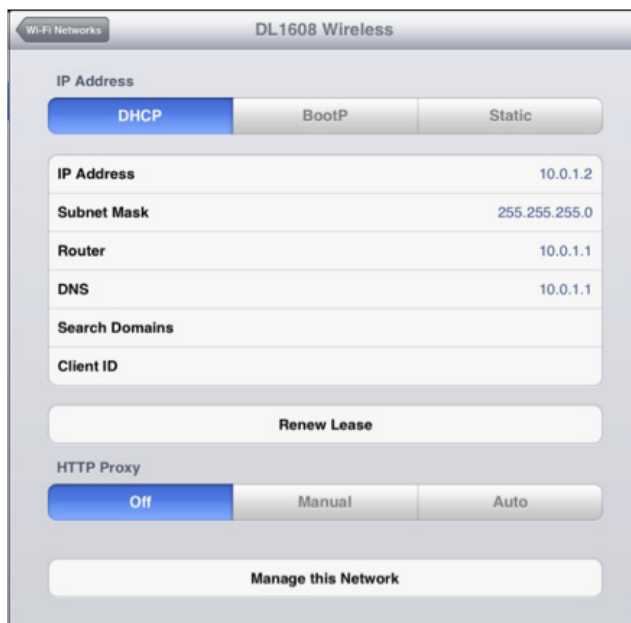 Wi-Fi Networks DL1608 Wireless
IP Address
DHCP BootP Static
IP Address 10.0.1.2
Subnet Mask 255.255.255.0
Router 10.0.1.1
DNS 10.0.1.1
Search Domains
Client ID
Renew Lease
HTTP Proxy
Off Manual Auto
Manage this Network